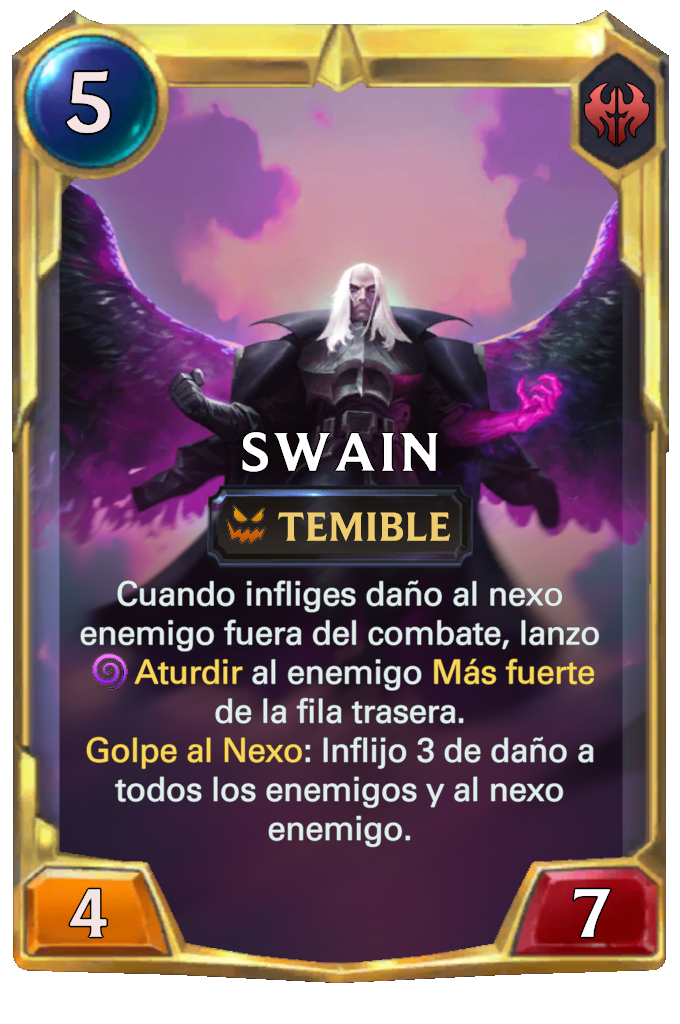 5
SWAIN
TEMIBLE
Cuando infliges daño al nexo
enemigo fuera del combate, lanzo
Aturdir al enemigo Más fuerte
de la fila trasera.
Golpe al Nexo: Inflijo 3 de daño a
todos los enemigos y al nexo
enemigo.
4
7